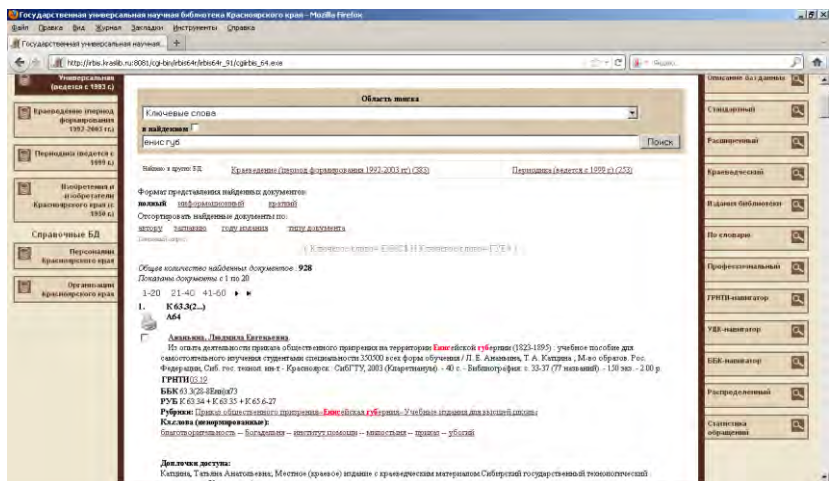 Государственная универсальная научная библиотека Красноярского края - Mozilla Firefox
Файл Правка Вид Журнал Закладки Инструменты Справка
Государственная универсальная научная...
http://irbis.kraslib.ru:8081/cgi-bin/irbis64r/irbis64r_91/cgiirbis_64.exe
Универсальная (ведется с 1993 г.)
Краеведение (период формирования 1992-2003 гг.)
Периодика (ведется с 1999 г.)
Изобретения и изобретатели Красноярского края (с 1950 г.)
Справочные БД
Персоналии Красноярского края
Организации Красноярского края
Область поиска
Ключевые слова
в найденном
енис губ
Поиск
Найдено в других БД:
Краеведение (период формирования 1992-2003 гг.) (383)
Периодика (ведется с 1999 г.) (253)
Формат представления найденных документов:
полный информационный краткий
Отсортировать найденные документы по:
автору заглавию году издания типу документа
Общее количество найденных документов : 928
Показаны документы с 1 по 20
1-20 21-40 41-60
1. К 63.3(2...)
А64
Ананьина, Людмила Евгеньевна.
Из опыта деятельности приказа общественного призрения на территории Енисейской губернии (1823-1895) : учебное пособие для
самостоятельного изучения студентами специальности 350500 всех форм обучения / Л. Е. Ананьина, Т. А. Кацина ; М-во образов. Рос.
Федерации, Сиб. гос. технол. ин-т - Красноярск : СибГТУ, 2003 (Кларетианум). - 40 с. - Библиография: с. 33-37 (77 названий). - 150 экз. - 2.00 р.
ГРНТИ 03.19
РУБ К 63.34 + К 63.35 + К 65.6-27
Рубрики: Приказ общественного призрения--Енисейская губерния--Учебные издания для высшей школы
Кл.слова (ненормированные):
благотворительность -- богадельня -- институт помощи -- милостыня -- приказ -- убогий
Доп.точки доступа:
Кацина, Татьяна Анатольевна; Местное (краевое) издание с краеведческим материалом Сибирский государственный технологический
Описание баз данных
Стандартный
Расширенный
Краеведческий
Издания библиотеки
По словарю
Профессиональный
ГРНТИ-навигатор
УДК-навигатор
ББК-навигатор
Распределенный
Статистика обращений